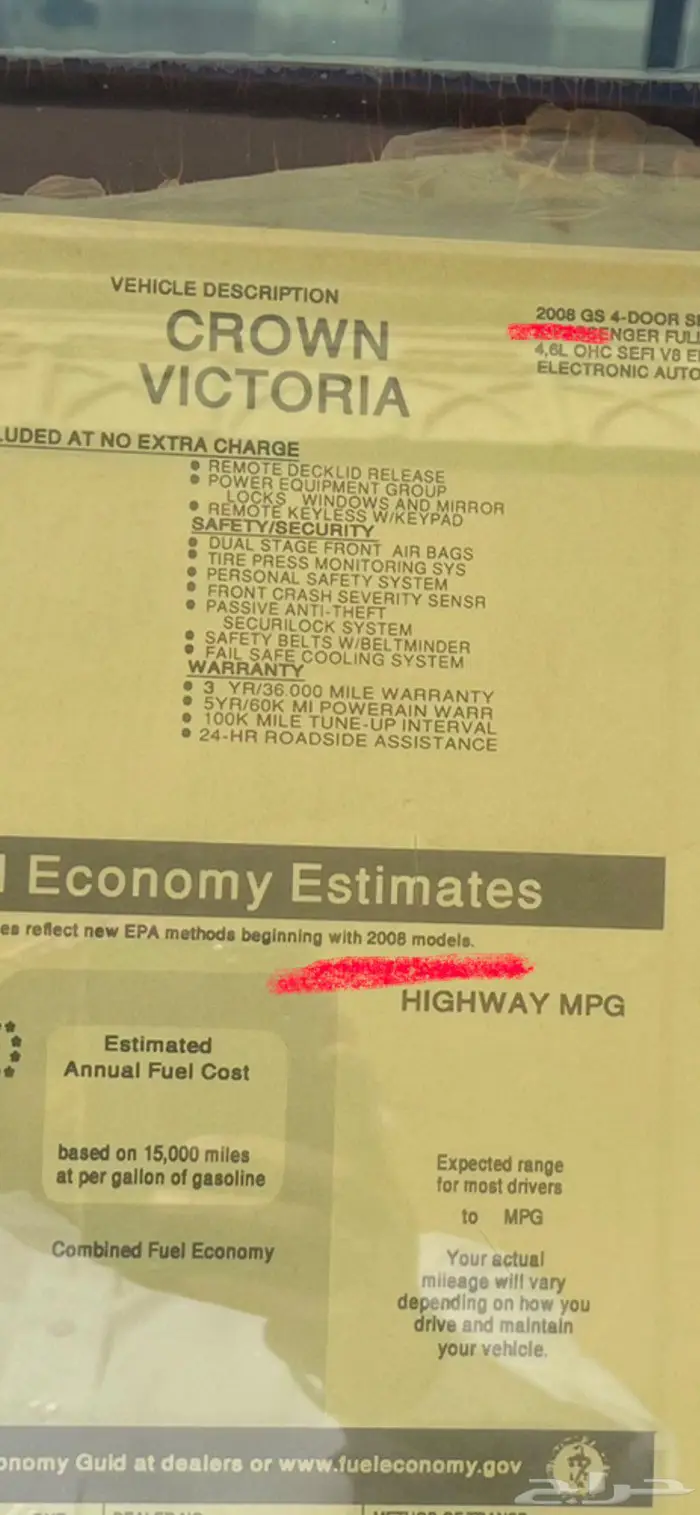 VEHICLE DESCRIPTION
CROWN
VICTORIA
2008 GS 4-DOOR
ENGER
4,6L OHC SEFI V8
ELECTRONIC
AT NO EXTRA CHARGE
• REMOTE DECKLID RELEASE
• POWER EQUIPMENT GROUP
LOCKS WINDOWS AND MIRROR
• REMOTE KEYLESS W/KEYPAD
SAFETY/SECURITY
• DUAL STAGE FRONT AIR BAGS
• TIRE PRESS MONITORING SYS
• PERSONAL SAFETY SYSTEM
• FRONT CRASH SEVERITY SENSR
• PASSIVE ANTI-THEFT
SECURILOCK SYSTEM
• SAFETY BELTS W/BELTMINDER
• FAIL SAFE COOLING SYSTEM
WARRANTY
• 3 YR/36.000 MILE WARRANTY
• 5YR/60K MI POWERAIN WARR
• 100K MILE TUNE-UP INTERVAL
• 24-HR ROADSIDE ASSISTANCE
Economy Estimates
reflect new EPA methods beginning with 2008 models.
HIGHWAY MPG
Estimated
Annual Fuel Cost
based on 15,000 miles
at per gallon of gasoline
Combined Fuel Economy
Expected range
for most drivers
to MPG
Your actual
mileage will vary
depending on how you
drive and maintain
your vehicle.
onomy Guid at dealers or www.fueleconomy.gov
حراج